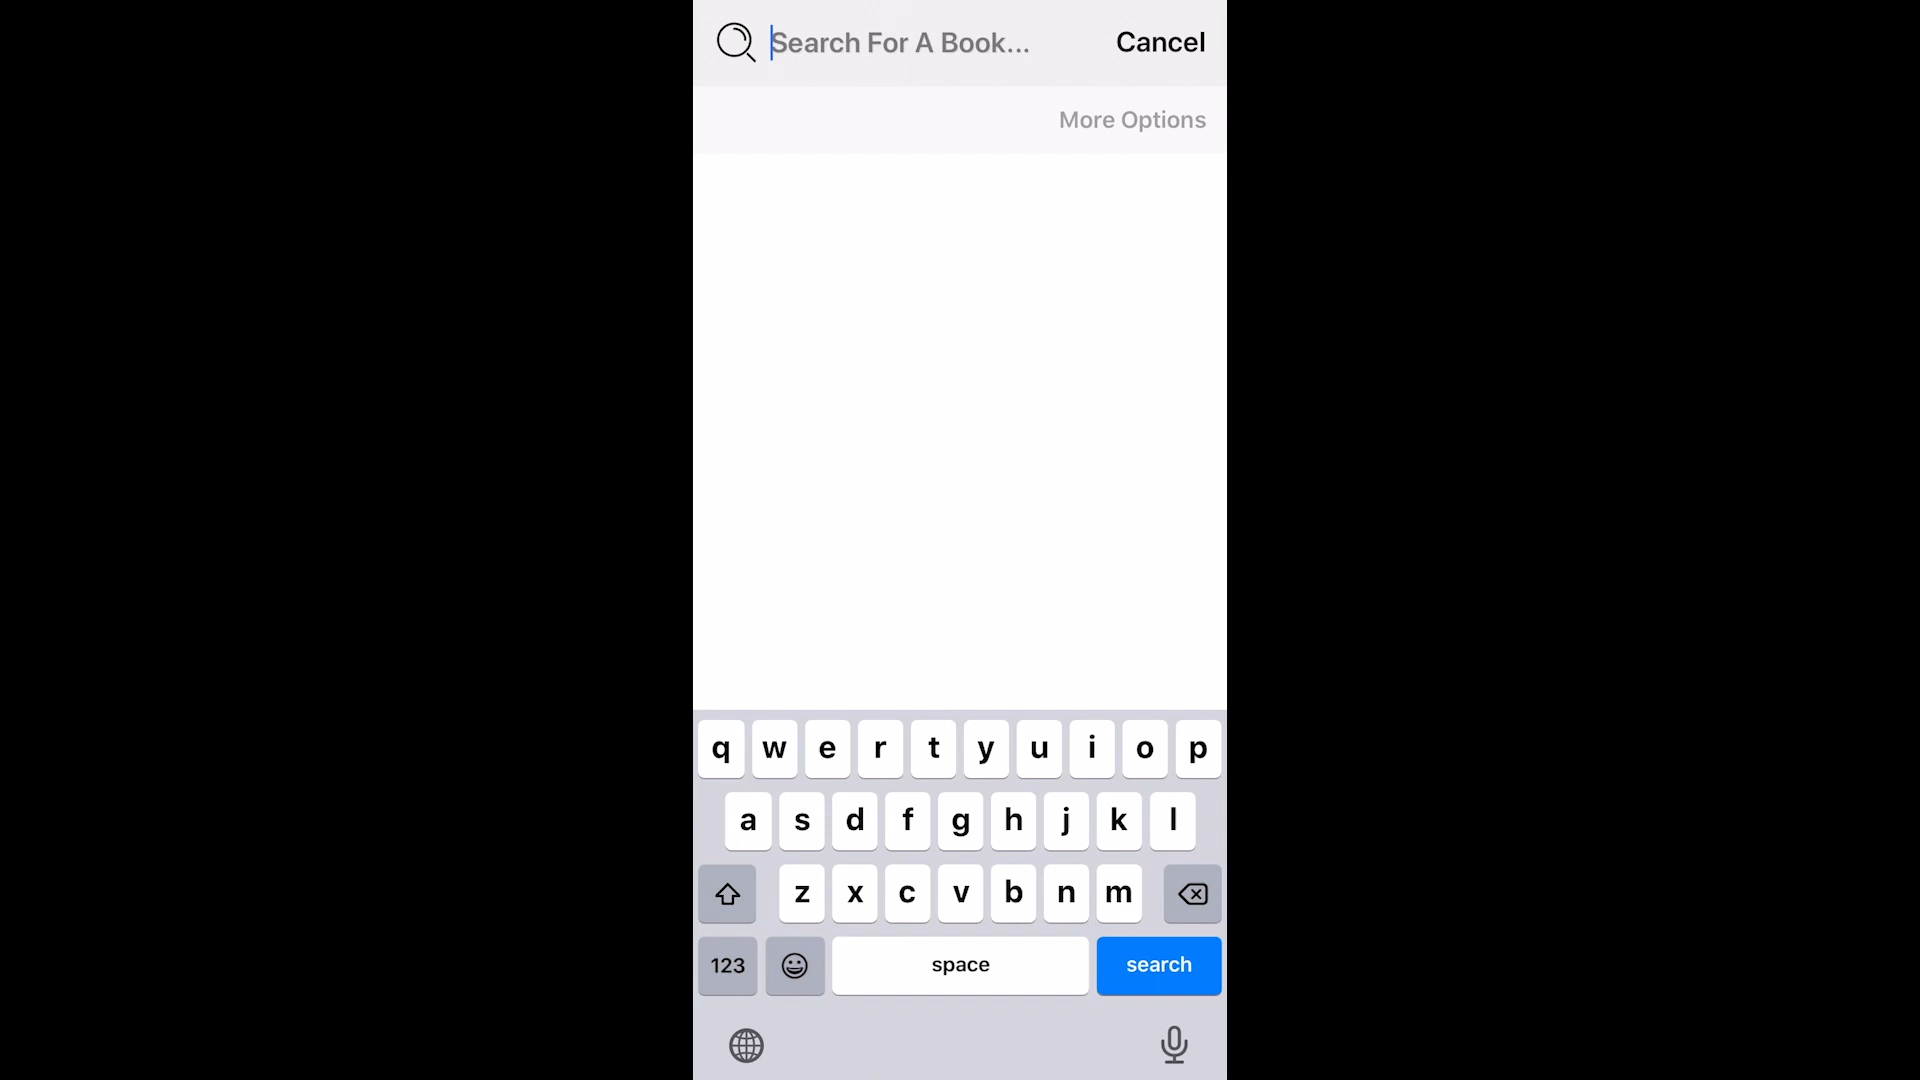 Search For A Book... Cancel
More Options
q w e r t y u i o p
a s d f g h j k l
z x c v b n m
123 space search